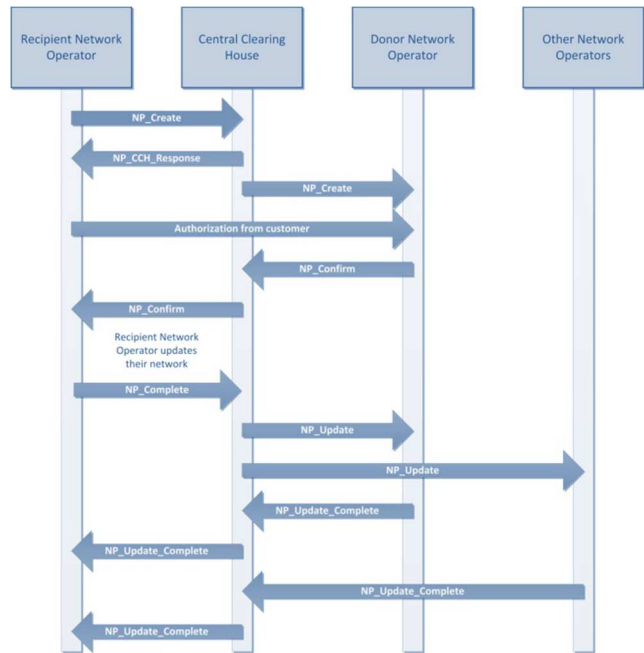 Recipient Network
Operator
Central Clearing
House
Donor Network
Operator
Other Network
Operators
NP_Create
NP_CCH_Response
NP_Create
Authorization from customer
NP_Confirm
NP_Confirm
Recipient Network
Operator updates
their network
NP_Complete
NP_Update
NP_Update
NP_Update_Complete
NP_Update_Complete
NP_Update_Complete
NP_Update_Complete